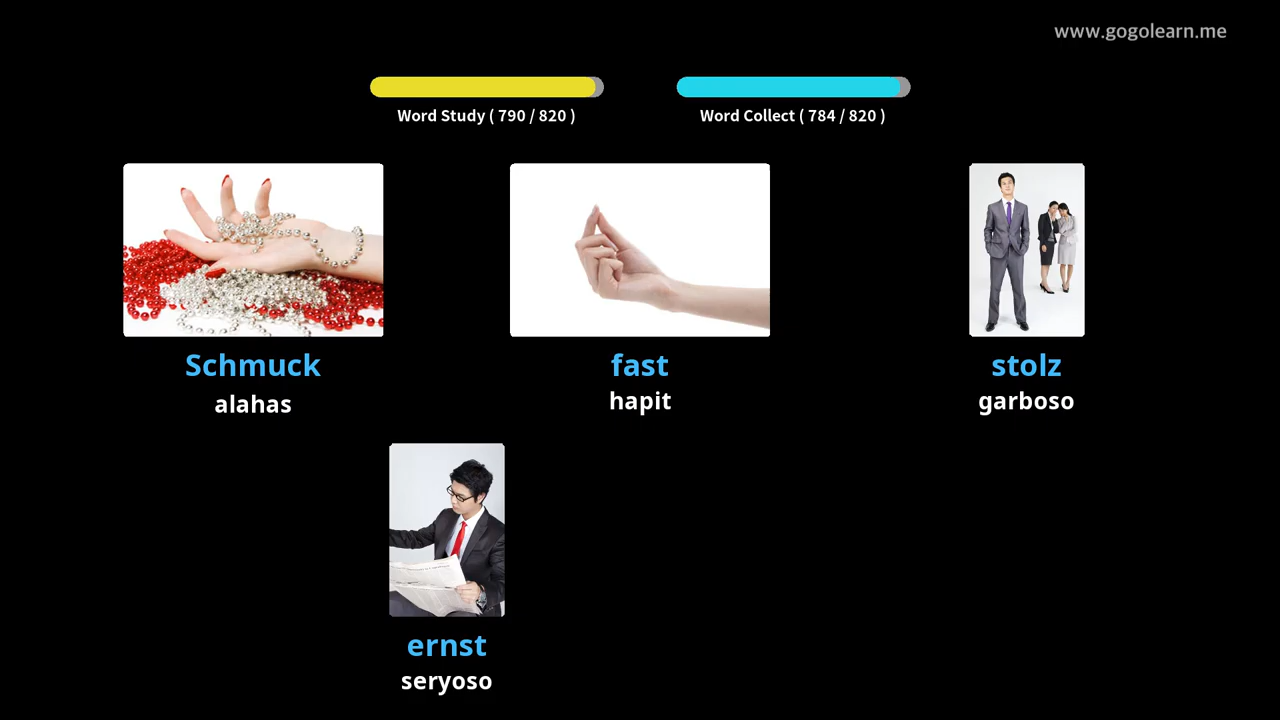 www.gogolearn.me
Word Study ( 790 / 820 )
Word Collect ( 784 / 820 )
Schmuck
alahas
fast
hapit
stolz
garboso
ernst
seryoso